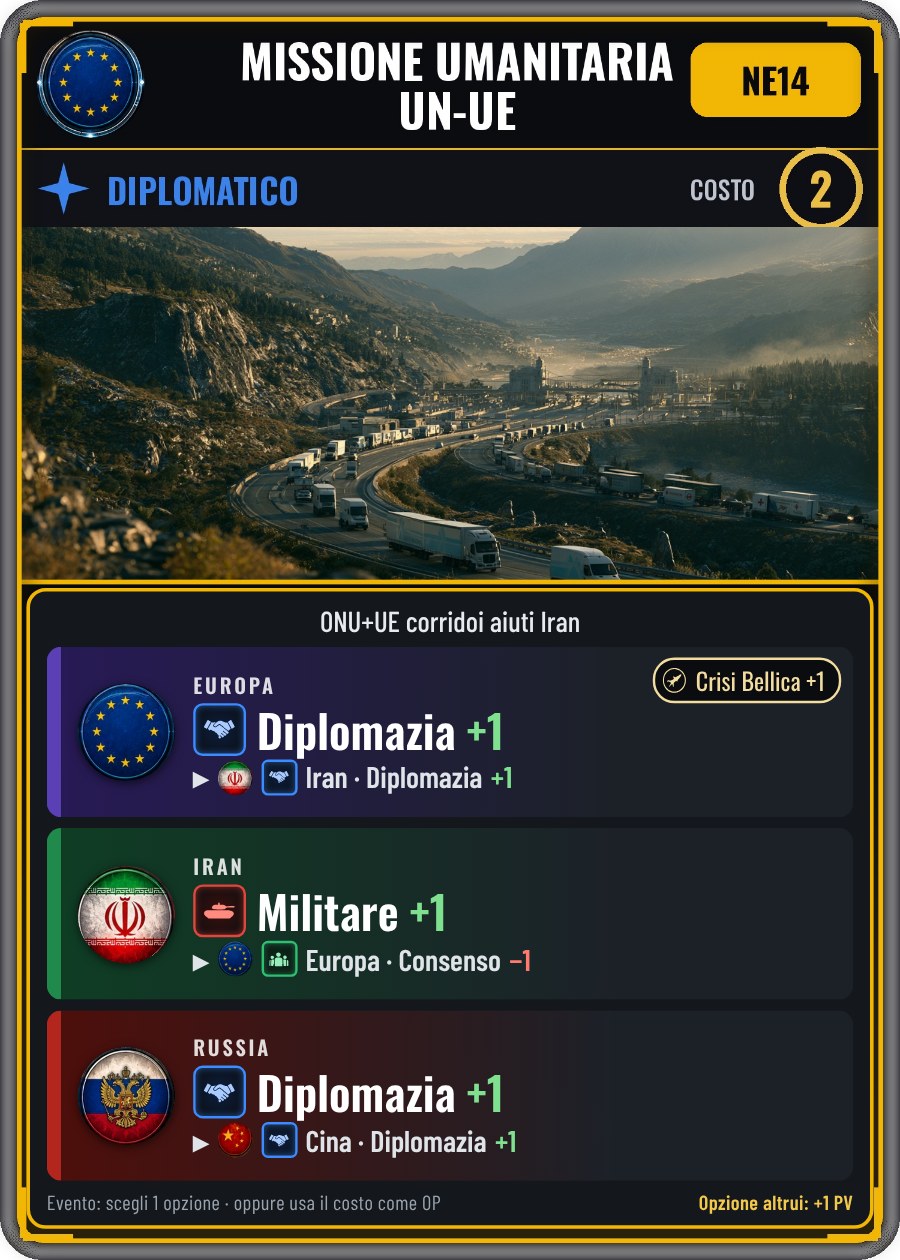 MISSIONE UMANITARIA
UN-UE
NE14
DIPLOMATICO
COSTO
2
ONU+UE corridoi aiuti Iran
EUROPA
Crisi Bellica +1
Diplomazia +1
▶ Iran · Diplomazia +1
IRAN
Militare +1
▶ Europa · Consenso −1
RUSSIA
Diplomazia +1
▶ Cina · Diplomazia +1
Evento: scegli 1 opzione · oppure usa il costo come OP
Opzione altrui: +1 PV